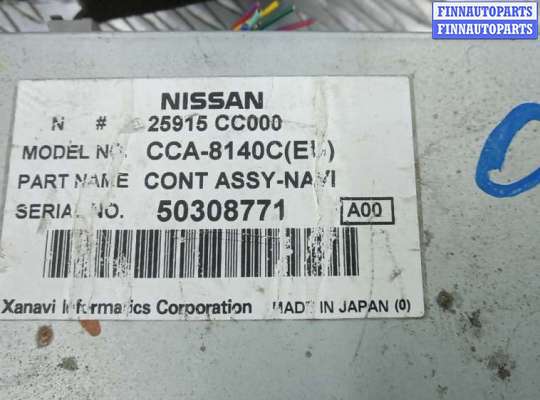 FINNAUTOPARTS
FINNAUTOPARTS
FINNAUTOPARTS
NISSAN
N # 25915 CC000
MODEL NO. CCA-8140C(EU)
PART NAME CONT ASSY-NAVI
SERIAL NO. 50308771 A00
Xanavi Informatics Corporation MADE IN JAPAN (0)